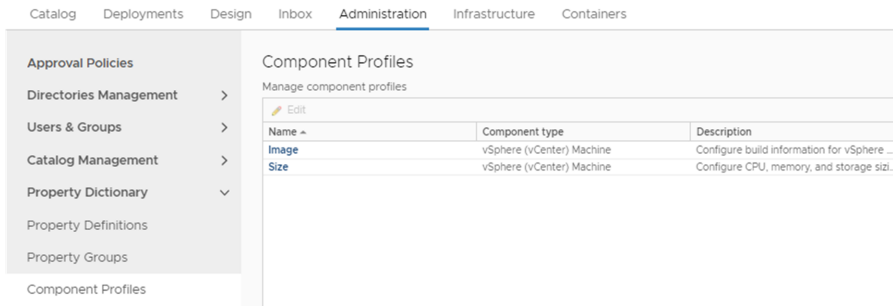 Catalog Deployments Design Inbox Administration Infrastructure Containers
Approval Policies
Directories Management
Users & Groups
Catalog Management
Property Dictionary
Property Definitions
Property Groups
Component Profiles
Component Profiles
Manage component profiles
Edit
Name Component type Description
Image vSphere (vCenter) Machine Configure build information for vSphere ...
Size vSphere (vCenter) Machine Configure CPU, memory, and storage sizi...